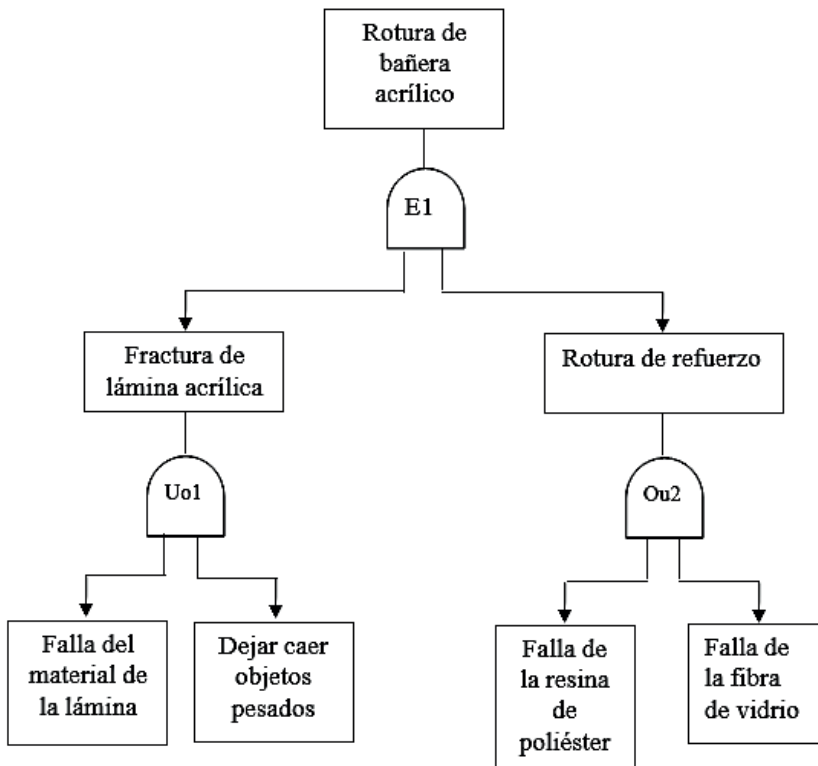 Rotura de
bañera
acrílico
E1
Fractura de
lámina acrílica
Rotura de refuerzo
Uo1
Ou2
Falla del
material de
la lámina
Dejar caer
objetos
pesados
Falla de
la resina
de
poliéster
Falla de
la fibra
de vidrio